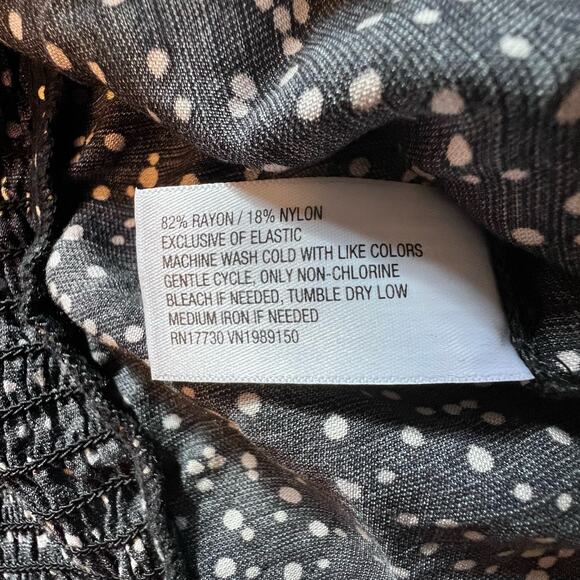 82% RAYON / 18% NYLON
EXCLUSIVE OF ELASTIC
MACHINE WASH COLD WITH LIKE COLORS
GENTLE CYCLE, ONLY NON-CHLORINE
BLEACH IF NEEDED, TUMBLE DRY LOW
MEDIUM IRON IF NEEDED
RN17730 VN1989150